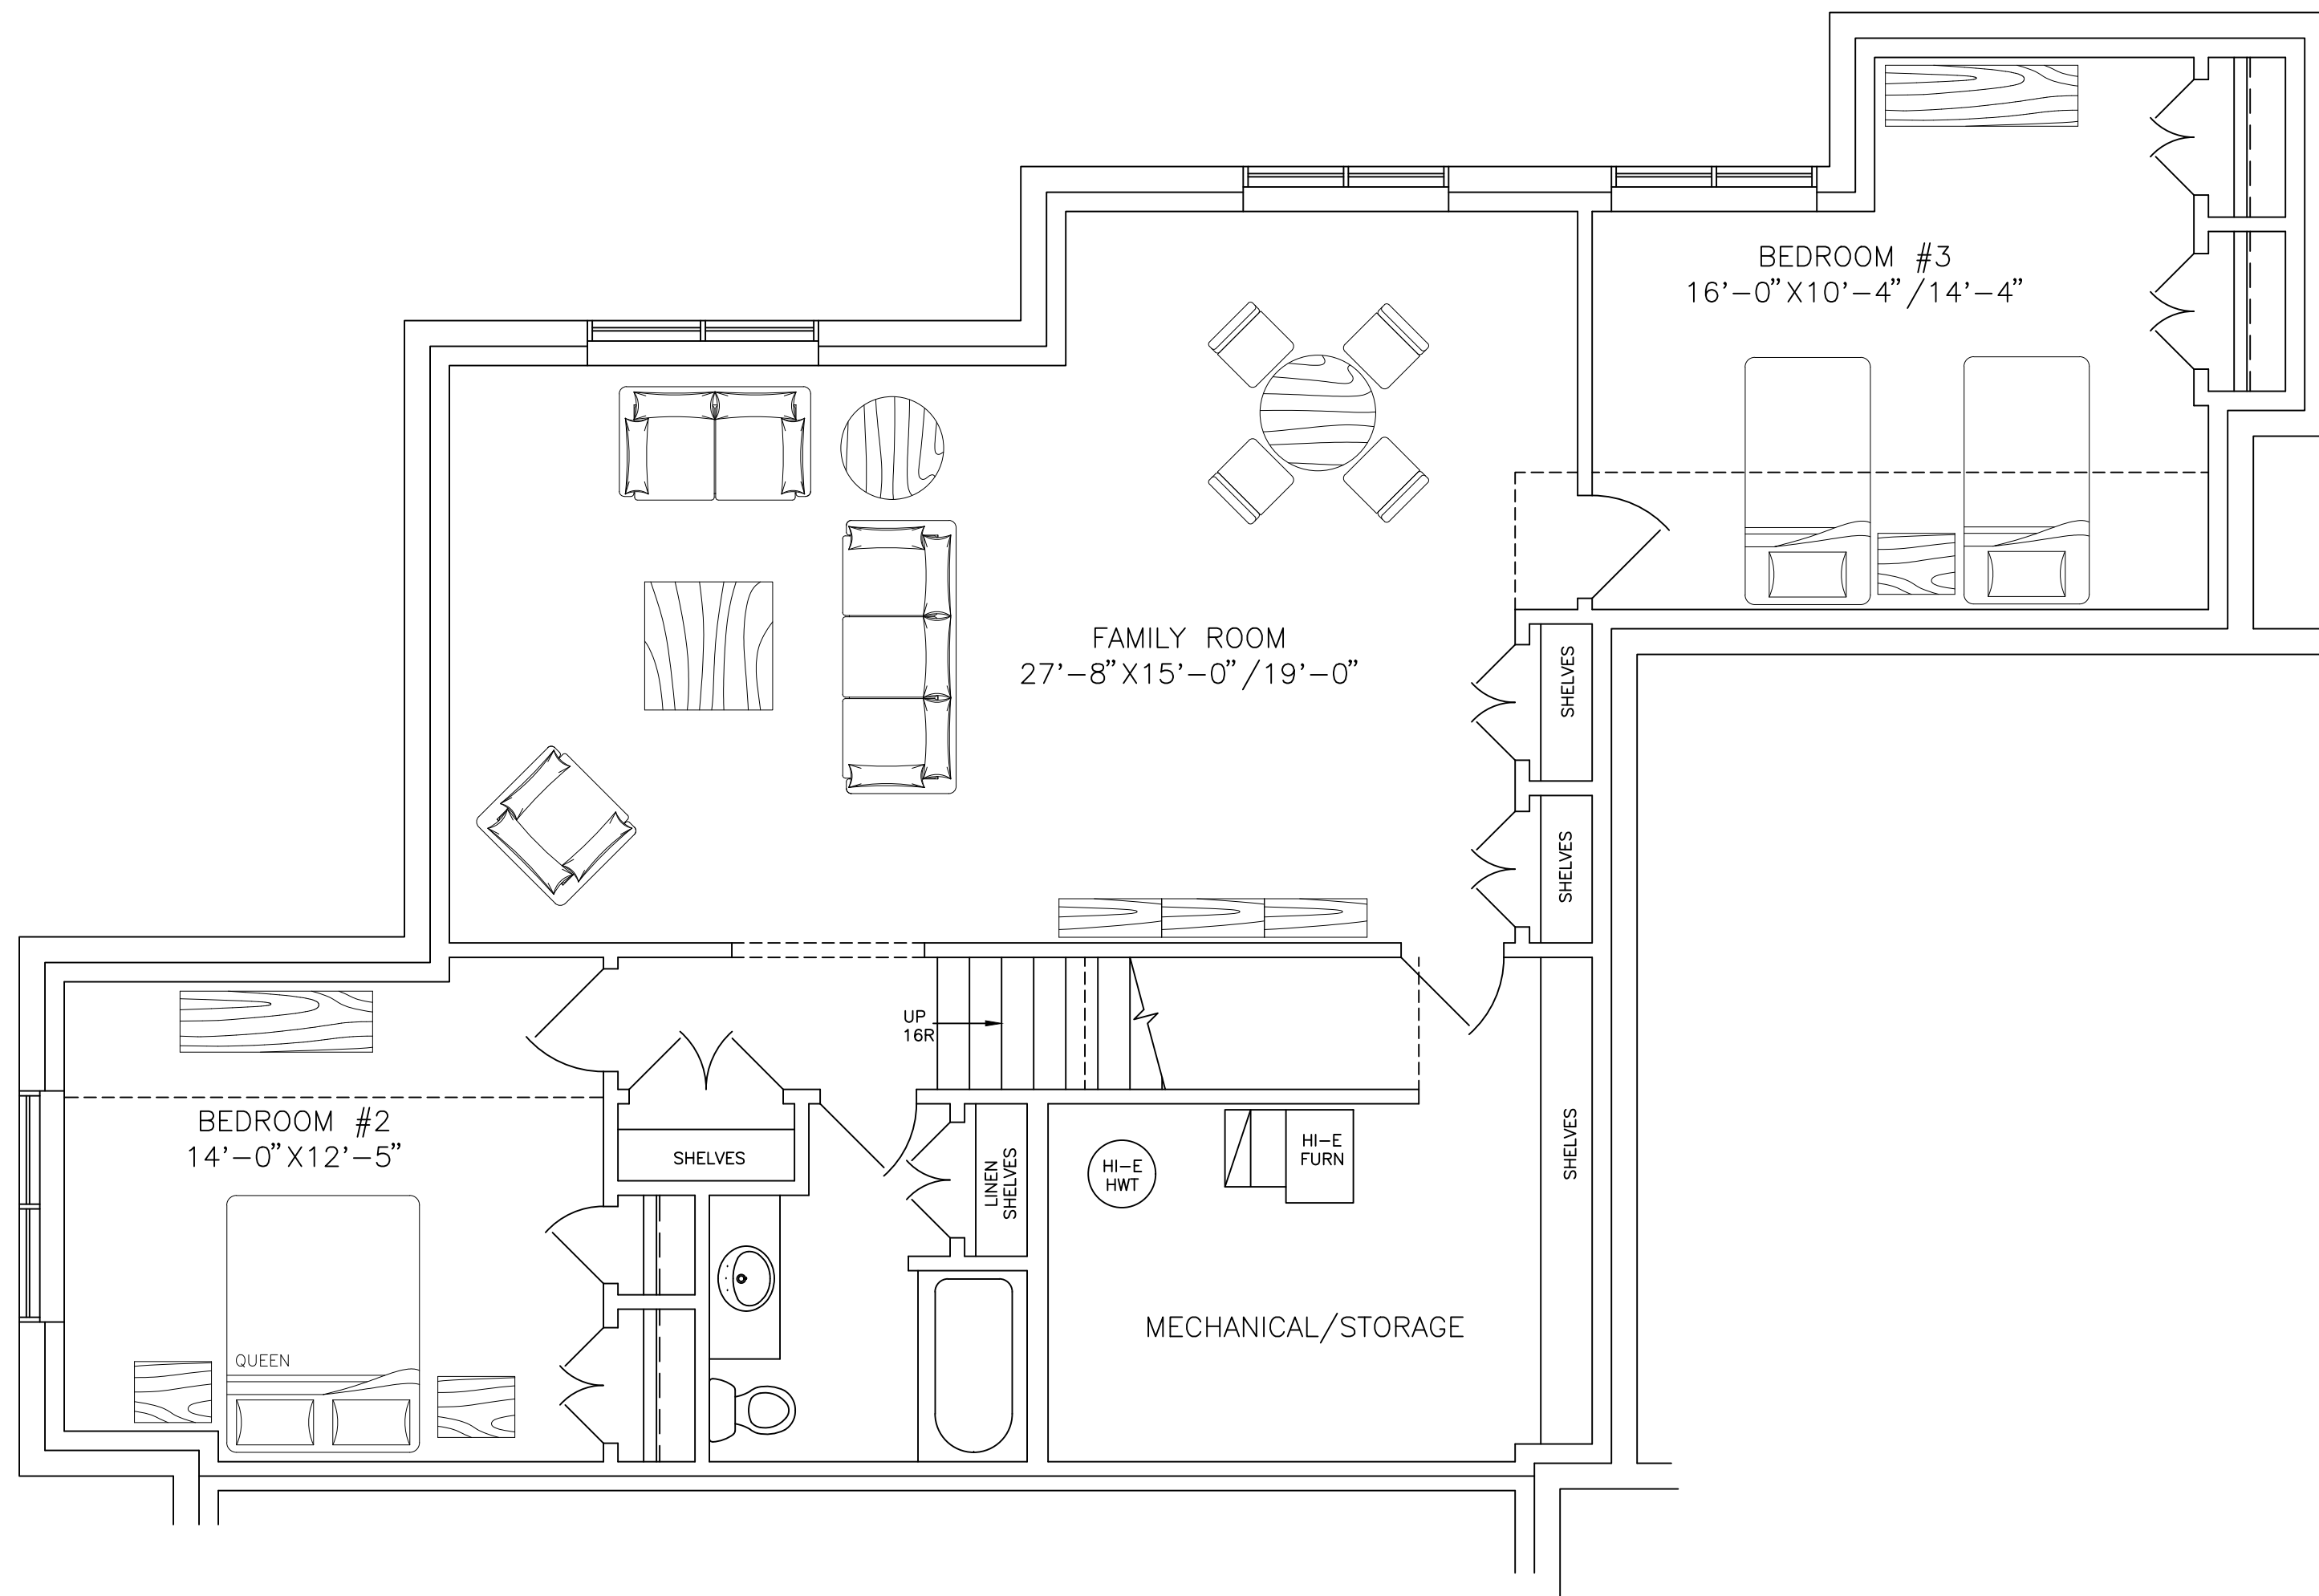 BEDROOM #3
16'-0"X10'-4"/14'-4"
FAMILY ROOM
27'-8"X15'-0"/19'-0"
SHELVES
SHELVES
UP
16R
BEDROOM #2
14'-0"X12'-5"
SHELVES
LINEN
SHELVES
HI-E
HWT
HI-E
FURN
SHELVES
MECHANICAL/STORAGE
QUEEN